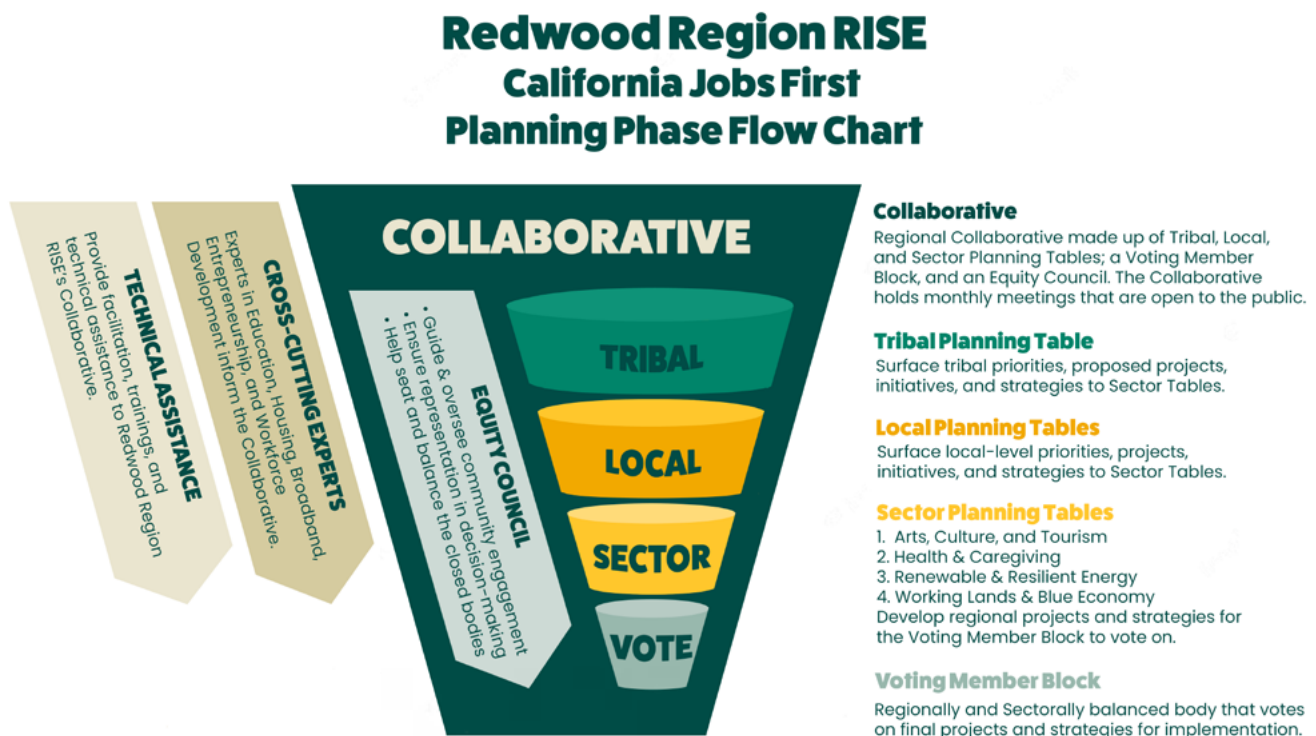 Redwood Region RISE
California Jobs First
Planning Phase Flow Chart
TECHNICAL ASSISTANCE
Provide facilitation, trainings, and
technical assistance to Redwood Region
RISE's Collaborative.
CROSS-CUTTING EXPERTS
Experts in Education, Housing, Broadband,
Entrepreneurship, and Workforce
Development inform the Collaborative.
COLLABORATIVE
EQUITY COUNCIL
• Guide & oversee community engagement
• Ensure representation in decision-making
• Help seat and balance the closed bodies
TRIBAL
LOCAL
SECTOR
VOTE
Collaborative
Regional Collaborative made up of Tribal, Local,
and Sector Planning Tables; a Voting Member
Block, and an Equity Council. The Collaborative
holds monthly meetings that are open to the public.
Tribal Planning Table
Surface tribal priorities, proposed projects,
initiatives, and strategies to Sector Tables.
Local Planning Tables
Surface local-level priorities, projects,
initiatives, and strategies to Sector Tables.
Sector Planning Tables
1. Arts, Culture, and Tourism
2. Health & Caregiving
3. Renewable & Resilient Energy
4. Working Lands & Blue Economy
Develop regional projects and strategies for
the Voting Member Block to vote on.
Voting Member Block
Regionally and Sectorally balanced body that votes
on final projects and strategies for implementation.